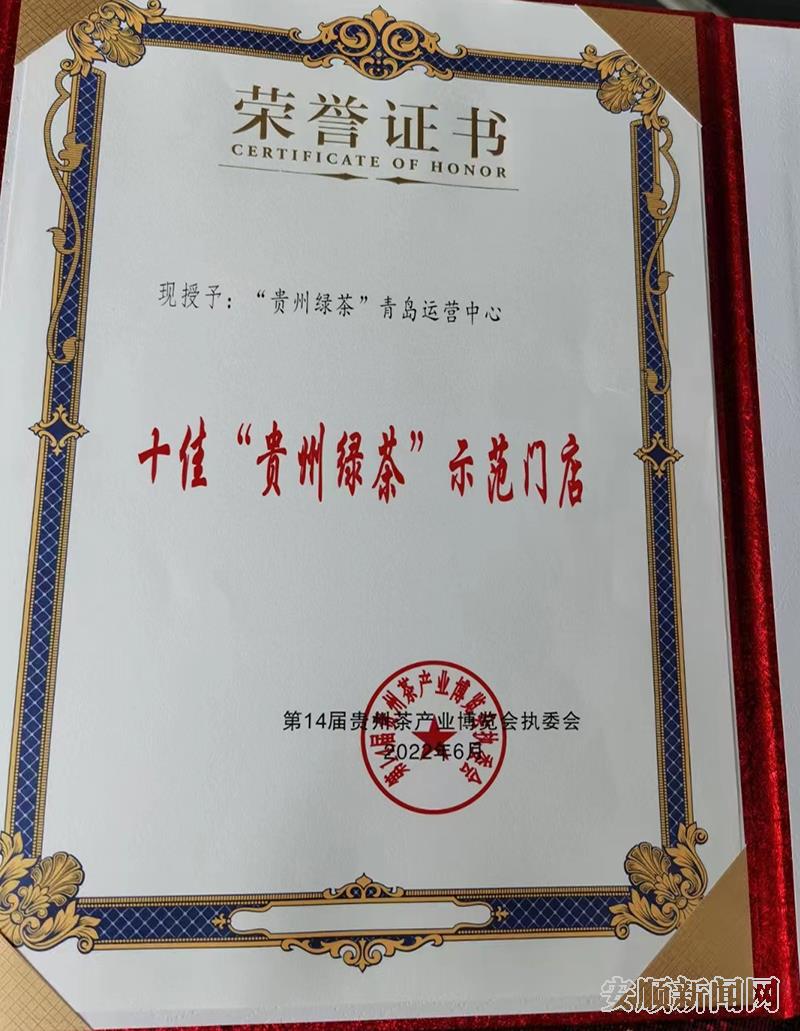 荣誉证书
CERTIFICATE OF HONOR
现授予：“贵州绿茶”青岛运营中心
十佳“贵州绿茶”示范门店
第14届贵州茶产业博览会执委会
2022年6月
安顺新闻网